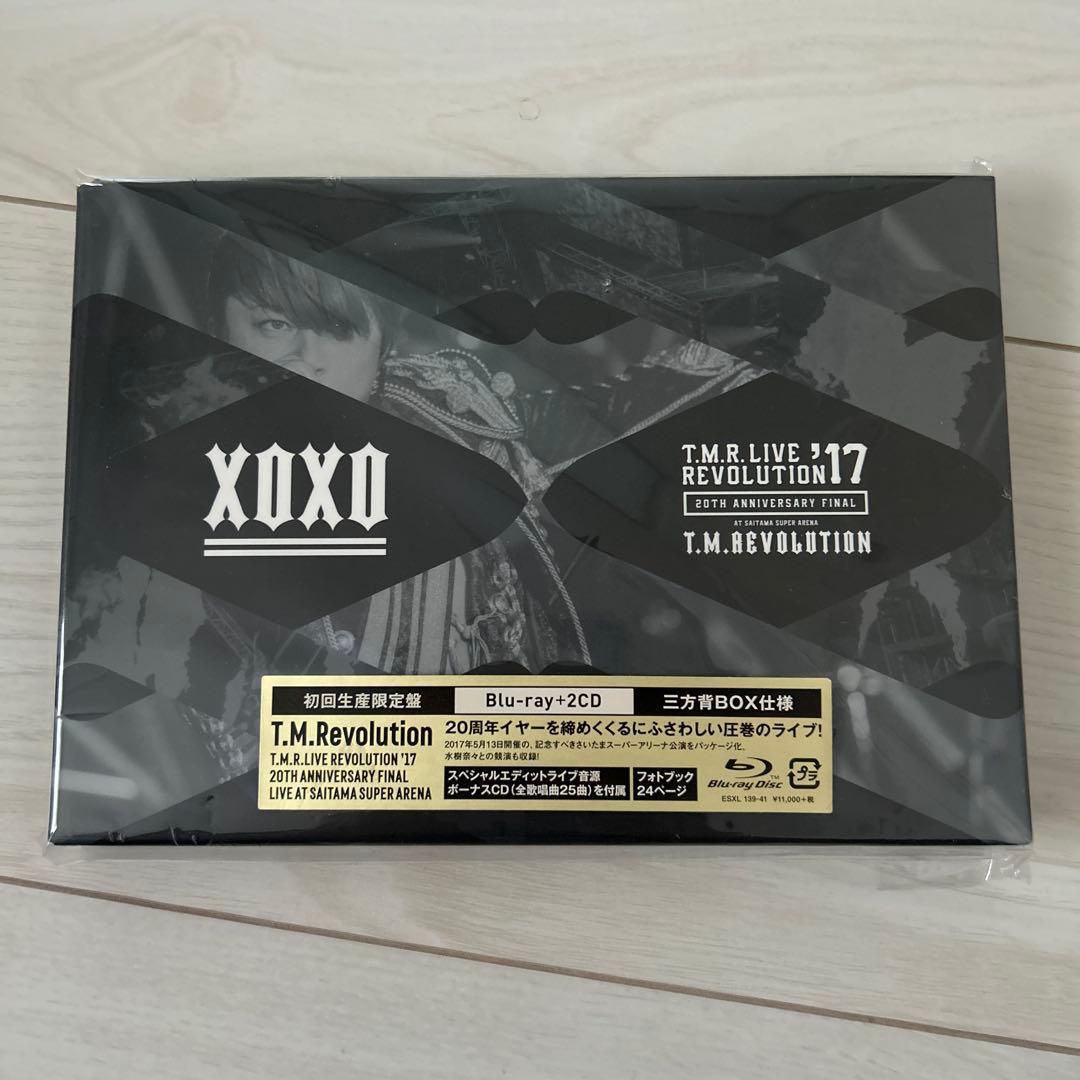 XOXO
T.M.R. LIVE
REVOLUTION '17
20TH ANNIVERSARY FINAL
AT SAITAMA SUPER ARENA
T.M.REVOLUTION
初回生産限定盤
Blu-ray+2CD
三方背BOX仕様
T.M.Revolution
T.M.R.LIVE REVOLUTION '17
20TH ANNIVERSARY FINAL
LIVE AT SAITAMA SUPER ARENA
20周年イヤーを締めくくるにふさわしい圧巻のライブ!
2017年5月13日開催の、記念すべきさいたまスーパーアリーナ公演をパッケージ化。
水樹奈々との競演も収録!
スペシャルエディットライブ音源
ボーナスCD(全歌唱曲25曲)を付属
フォトブック
24ページ
Blu-ray Disc™
プラ
ESXL 139-41 ¥11,000+税